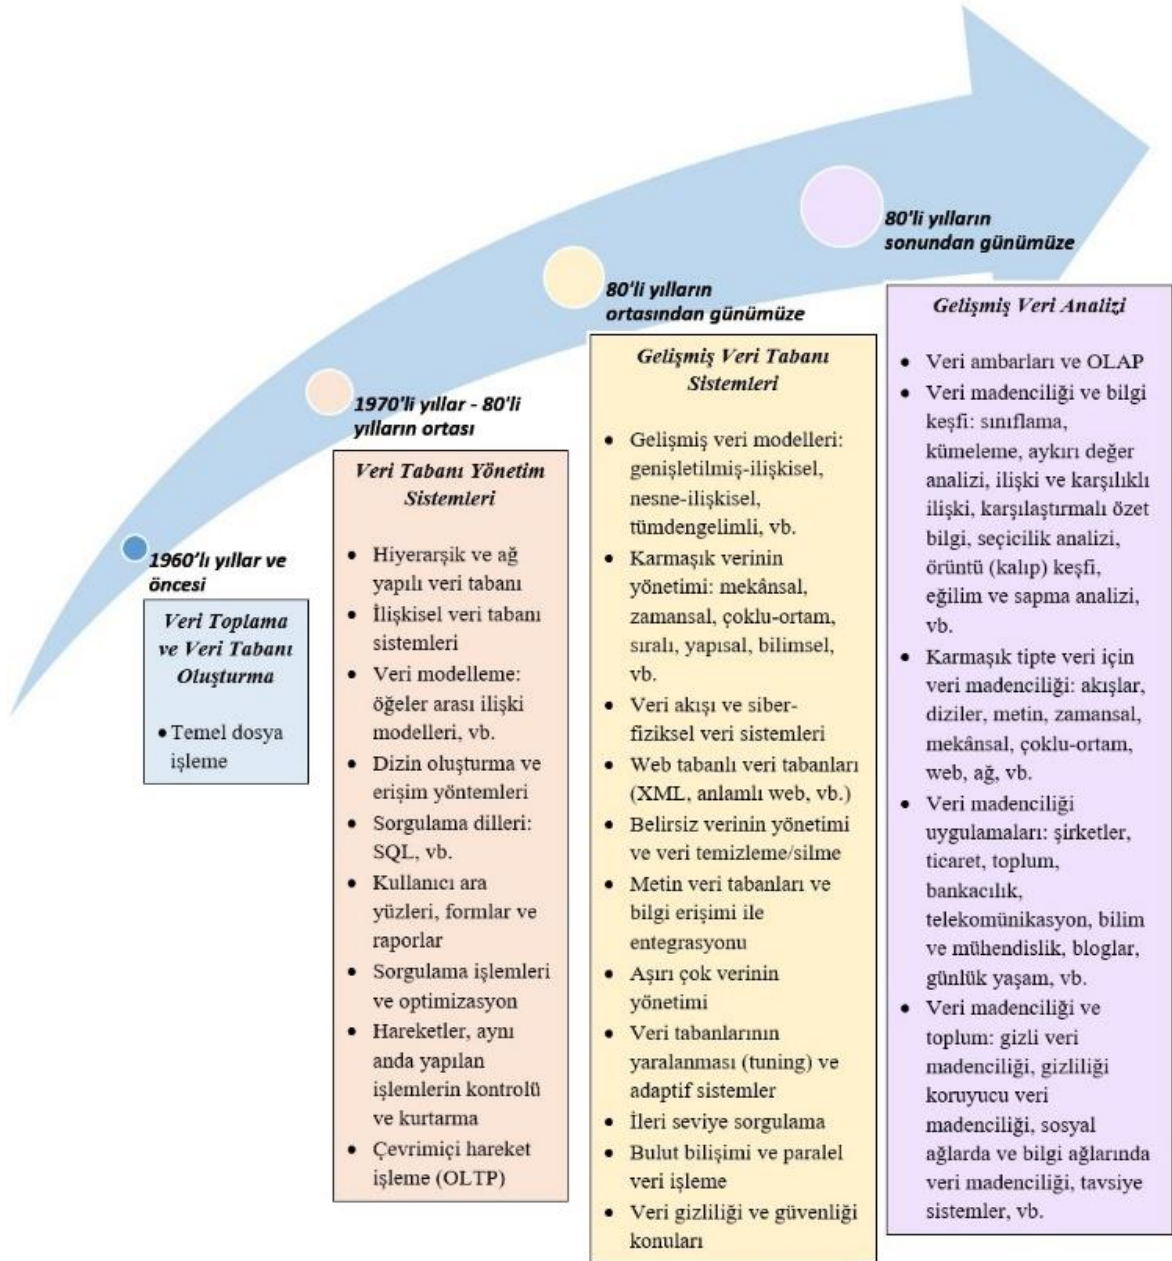 1960'lı yıllar ve
öncesi
Veri Toplama
ve Veri Tabanı
Oluşturma
• Temel dosya
işleme
1970'li yıllar - 80'li
yılların ortası
Veri Tabanı Yönetim
Sistemleri
• Hiyerarşik ve ağ
yapılı veri tabanı
• İlişkisel veri tabanı
sistemleri
• Veri modelleme:
öğeler arası ilişki
modelleri, vb.
• Dizin oluşturma ve
erişim yöntemleri
• Sorgulama dilleri:
SQL, vb.
• Kullanıcı ara
yüzleri, formlar ve
raporlar
• Sorgulama işlemleri
ve optimizasyon
• Hareketler, aynı
anda yapılan
işlemlerin kontrolü
ve kurtarma
• Çevrimiçi hareket
işleme (OLTP)
80'li yılların
ortasından günümüze
Gelişmiş Veri Tabanı
Sistemleri
• Gelişmiş veri modelleri:
genişletilmiş-ilişkisel,
nesne-ilişkisel,
tümdengelimli, vb.
• Karmaşık verinin
yönetimi: mekânsal,
zamansal, çoklu-ortam,
sıralı, yapısal, bilimsel,
vb.
• Veri akışı ve siber-
fiziksel veri sistemleri
• Web tabanlı veri tabanları
(XML, anlamlı web, vb.)
• Belirsiz verinin yönetimi
ve veri temizleme/silme
• Metin veri tabanları ve
bilgi erişimi ile
entegrasyonu
• Aşırı çok verinin
yönetimi
• Veri tabanlarının
yaralanması (tuning) ve
adaptif sistemler
• İleri seviye sorgulama
• Bulut bilişimi ve paralel
veri işleme
• Veri gizliliği ve güvenliği
konuları
80'li yılların
sonundan günümüze
Gelişmiş Veri Analizi
• Veri ambarları ve OLAP
• Veri madenciliği ve bilgi
keşfi: sınıflama,
kümeleme, aykırı değer
analizi, ilişki ve karşılıklı
ilişki, karşılaştırmalı özet
bilgi, seçicilik analizi,
örüntü (kalıp) keşfi,
eğilim ve sapma analizi,
vb.
• Karmaşık tipte veri için
veri madenciliği: akışlar,
diziler, metin, zamansal,
mekânsal, çoklu-ortam,
web, ağ, vb.
• Veri madenciliği
uygulamaları: şirketler,
ticaret, toplum,
bankacılık,
telekomünikasyon, bilim
ve mühendislik, bloglar,
günlük yaşam, vb.
• Veri madenciliği ve
toplum: gizli veri
madenciliği, gizliliği
koruyucu veri
madenciliği, sosyal
ağlarda ve bilgi ağlarında
veri madenciliği, tavsiye
sistemler, vb.